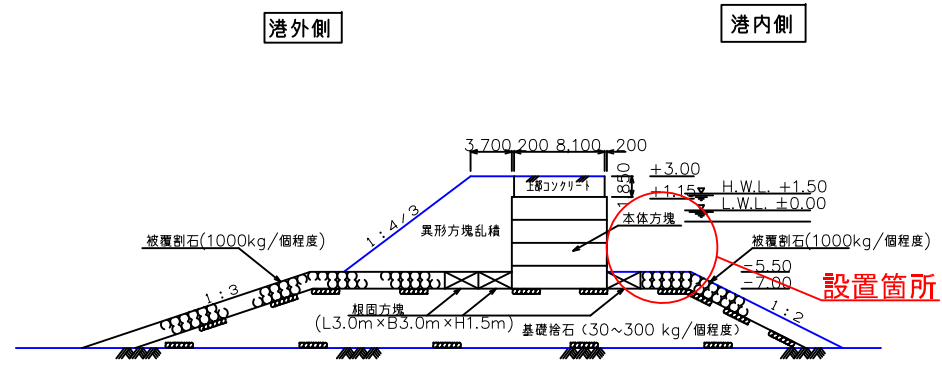 港外側
港内側
3,700 200 8,100 200
1,850
+3.00
+1.15
H.W.L. +1.50
L.W.L. ±0.00
上部コンクリート
本体方塊
異形方塊乱積
1:4/3
被覆割石(1000kg/個程度)
被覆割石(1000kg/個程度)
-5.50
-7.00
設置箇所
1:3
1:2
根固方塊
(L3.0m×B3.0m×H1.5m)
基礎捨石(30~300 kg/個程度)